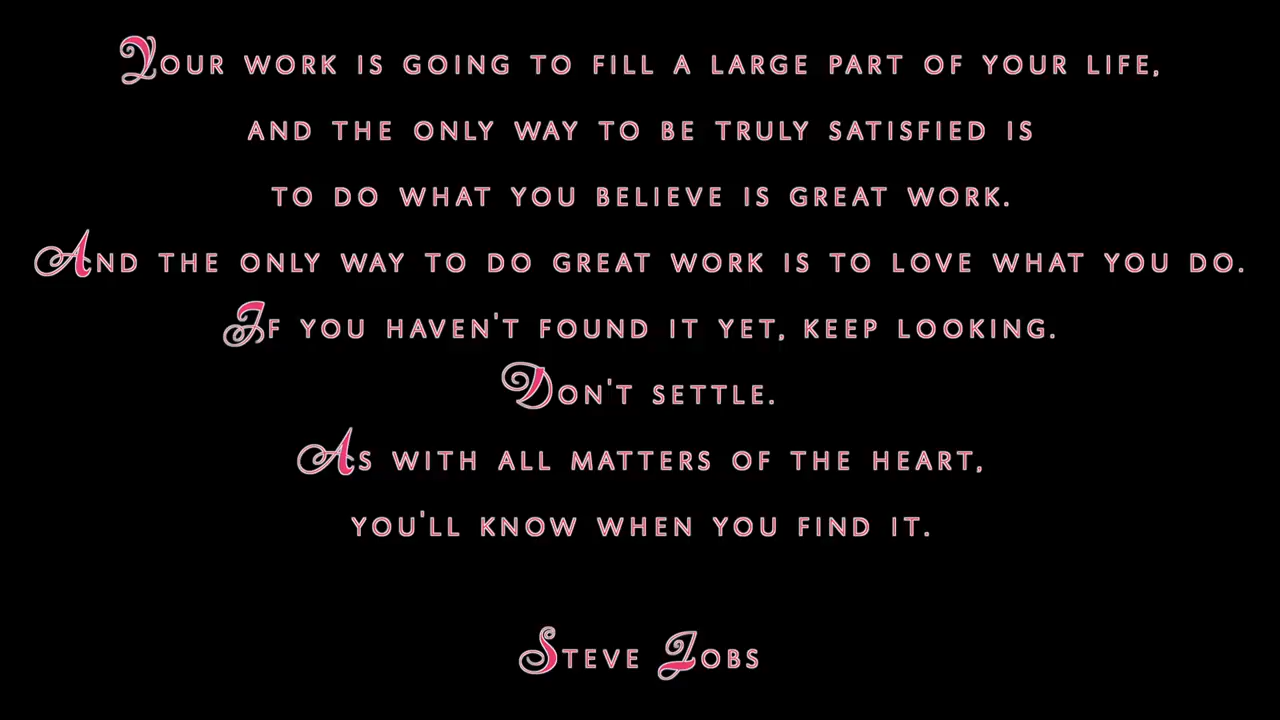 Your work is going to fill a large part of your life,
and the only way to be truly satisfied is
to do what you believe is great work.
And the only way to do great work is to love what you do.
If you haven't found it yet, keep looking.
Don't settle.
As with all matters of the heart,
you'll know when you find it.
Steve Jobs